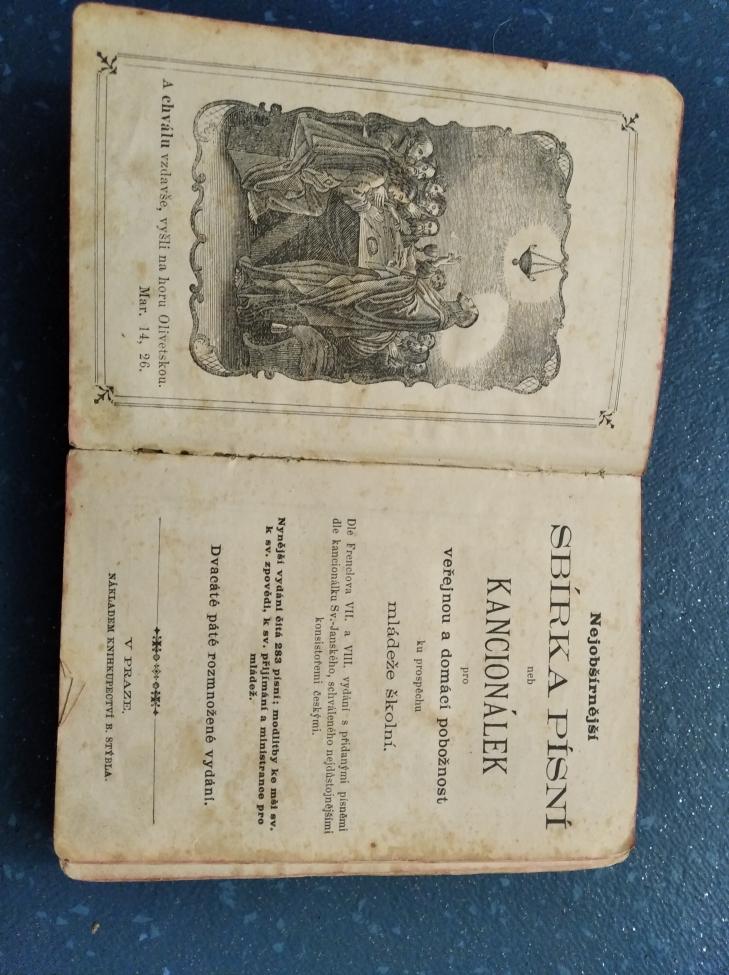 A chválu vzdavše, vyšli na horu Olivetskou.
Mar. 14, 26.
Nejobšírnější
SBÍRKA PÍSNÍ
neb
KANCIONÁLEK
pro
veřejnou a domácí pobožnost
ku prospěchu
mládeže školní.
Dle Frenclova VII. a VIII. vydání s přidanými písněmi
dle kancionálku Sv.-Janského, schváleného nejdůstojnějšími
konsistořemi českými.
Nynější vydání čítá 283 písní; modlitby ke mši sv.
k sv. zpovědi, k sv. přijímání a ministrance pro
mládež.
Dvacáté páté rozmnožené vydání.
V PRAZE.
NÁKLADEM KNIHKUPECTVÍ B. STÝBLA.